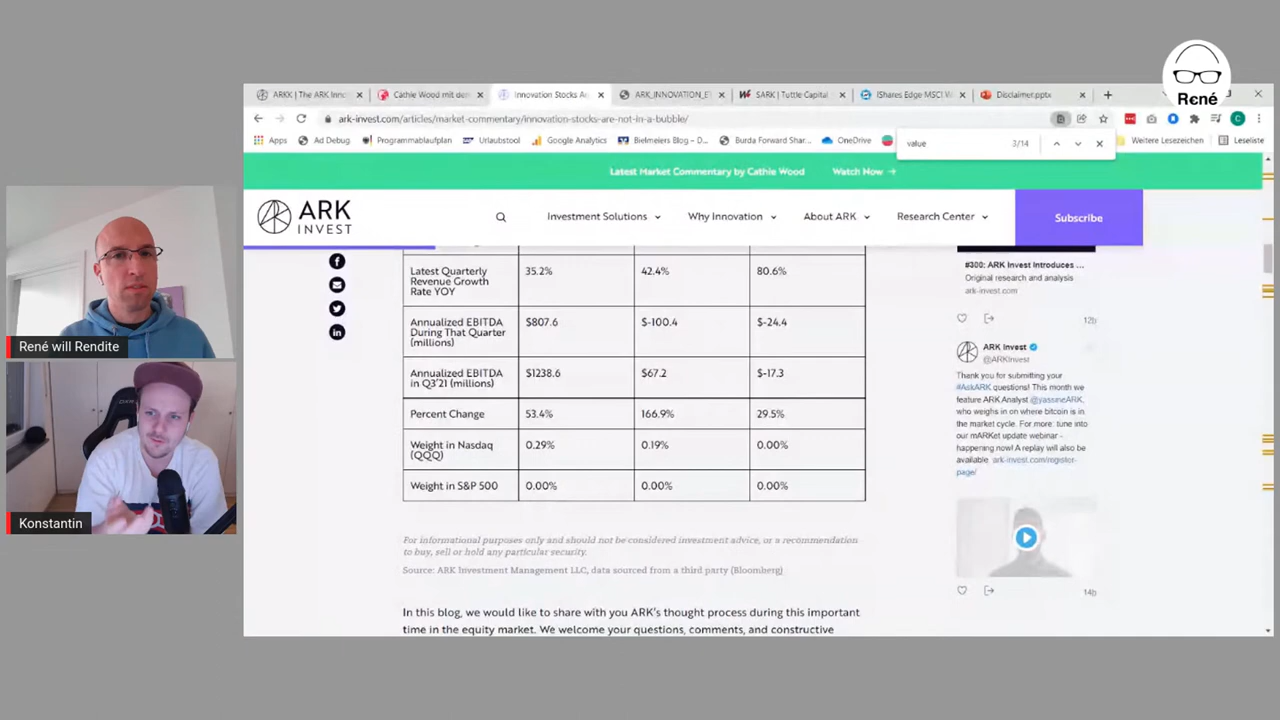 René
ARKK | The ARK Inno
Cathie Wood mit den
Innovation Stocks Ar
ARK_INNOVATION_E
SARK | Tuttle Capital
iShares Edge MSCI W
Disclaimer.pptx
ark-invest.com/articles/market-commentary/innovation-stocks-are-not-in-a-bubble/
Apps
Ad Debug
Programmablaufplan
Urlaubstool
Google Analytics
Bielmeiers Blog – D...
Burda Forward Shar...
OneDrive
Weitere Lesezeichen
Leseliste
value
3/14
Latest Market Commentary by Cathie Wood
Watch Now →
ARK
INVEST
Investment Solutions
Why Innovation
About ARK
Research Center
Subscribe
Latest Quarterly
Revenue Growth
Rate YOY
35.2%
42.4%
80.6%
Annualized EBITDA
During That Quarter
(millions)
$807.6
$-100.4
$-24.4
Annualized EBITDA
in Q3'21 (millions)
$1238.6
$67.2
$-17.3
Percent Change
53.4%
166.9%
29.5%
Weight in Nasdaq
(QQQ)
0.29%
0.19%
0.00%
Weight in S&P 500
0.00%
0.00%
0.00%
For informational purposes only and should not be considered investment advice, or a recommendation
to buy, sell or hold any particular security.
Source: ARK Investment Management LLC, data sourced from a third party (Bloomberg)
In this blog, we would like to share with you ARK's thought process during this important
time in the equity market. We welcome your questions, comments, and constructive
#300: ARK Invest Introduces ...
Original research and analysis
ark-invest.com
12h
ARK Invest
@ARKInvest
Thank you for submitting your
#AskARK questions! This month we
feature ARK Analyst @yassineARK,
who weighs in on where bitcoin is in
the market cycle. For more: tune into
our mARKet update webinar -
happening now! A replay will also be
available ark-invest.com/register-
page/
14h
René will Rendite
Konstantin